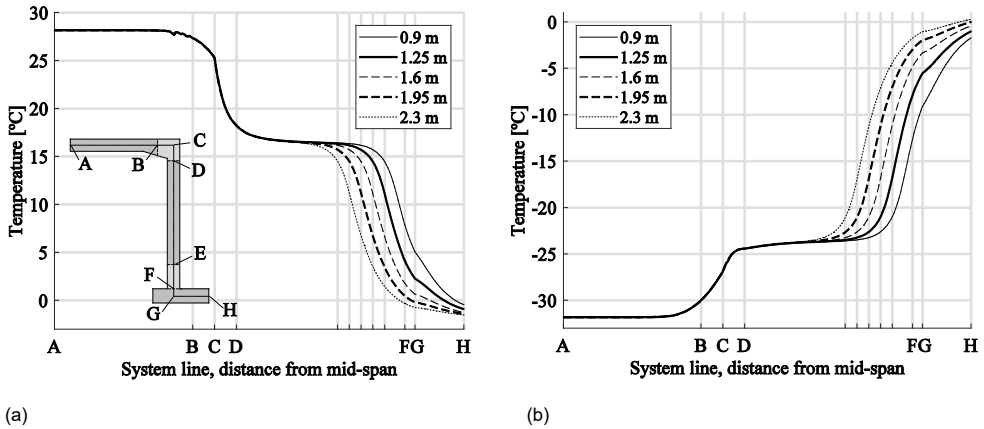 30
25
20
15
10
5
0
Temperature [ºC]
0.9 m
1.25 m
1.6 m
1.95 m
2.3 m
A
B
C
D
E
F
G
H
A B C D FG H
System line, distance from mid-span
(a)
0
-5
-10
-15
-20
-25
-30
Temperature [ºC]
0.9 m
1.25 m
1.6 m
1.95 m
2.3 m
A B C D FG H
System line, distance from mid-span
(b)